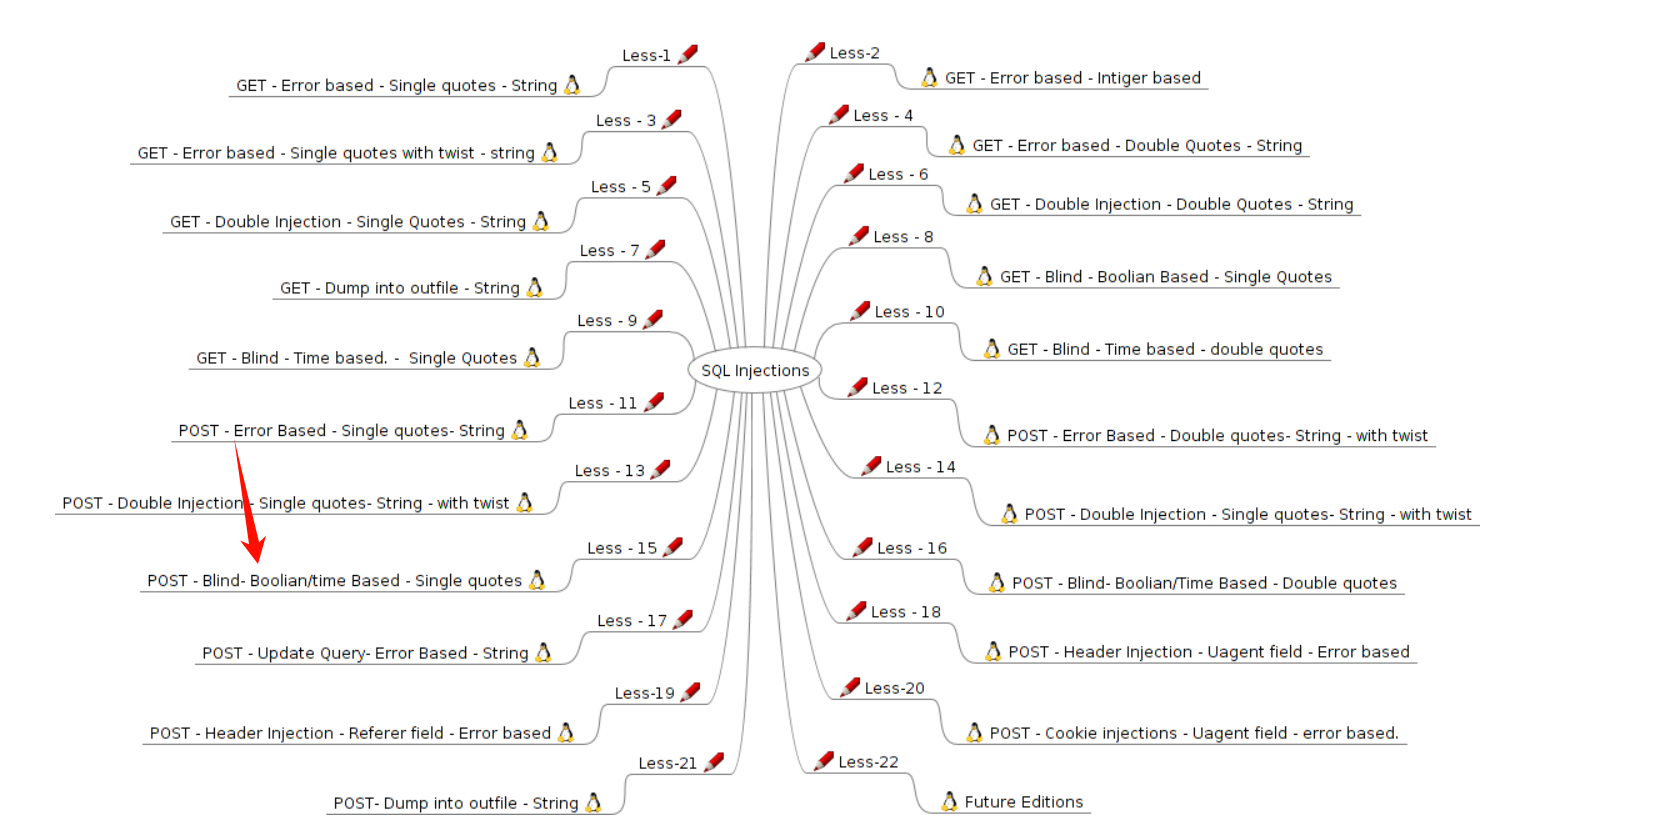 Less-1
GET - Error based - Single quotes - String
Less - 3
GET - Error based - Single quotes with twist - string
Less - 5
GET - Double Injection - Single Quotes - String
Less - 7
GET - Dump into outfile - String
Less - 9
GET - Blind - Time based. -  Single Quotes
Less - 11
POST - Error Based - Single quotes- String
Less - 13
POST - Double Injection - Single quotes- String - with twist
Less - 15
POST - Blind- Boolian/time Based - Single quotes
Less - 17
POST - Update Query- Error Based - String
Less-19
POST - Header Injection - Referer field - Error based
Less-21
POST- Dump into outfile - String
SQL Injections
Less-2
GET - Error based - Intiger based
Less - 4
GET - Error based - Double Quotes - String
Less - 6
GET - Double Injection - Double Quotes - String
Less - 8
GET - Blind - Boolian Based - Single Quotes
Less - 10
GET - Blind - Time based - double quotes
Less - 12
POST - Error Based - Double quotes- String - with twist
Less - 14
POST - Double Injection - Single quotes- String - with twist
Less - 16
POST - Blind- Boolian/Time Based - Double quotes
Less - 18
POST - Header Injection - Uagent field - Error based
Less-20
POST - Cookie injections - Uagent field - error based.
Less-22
Future Editions